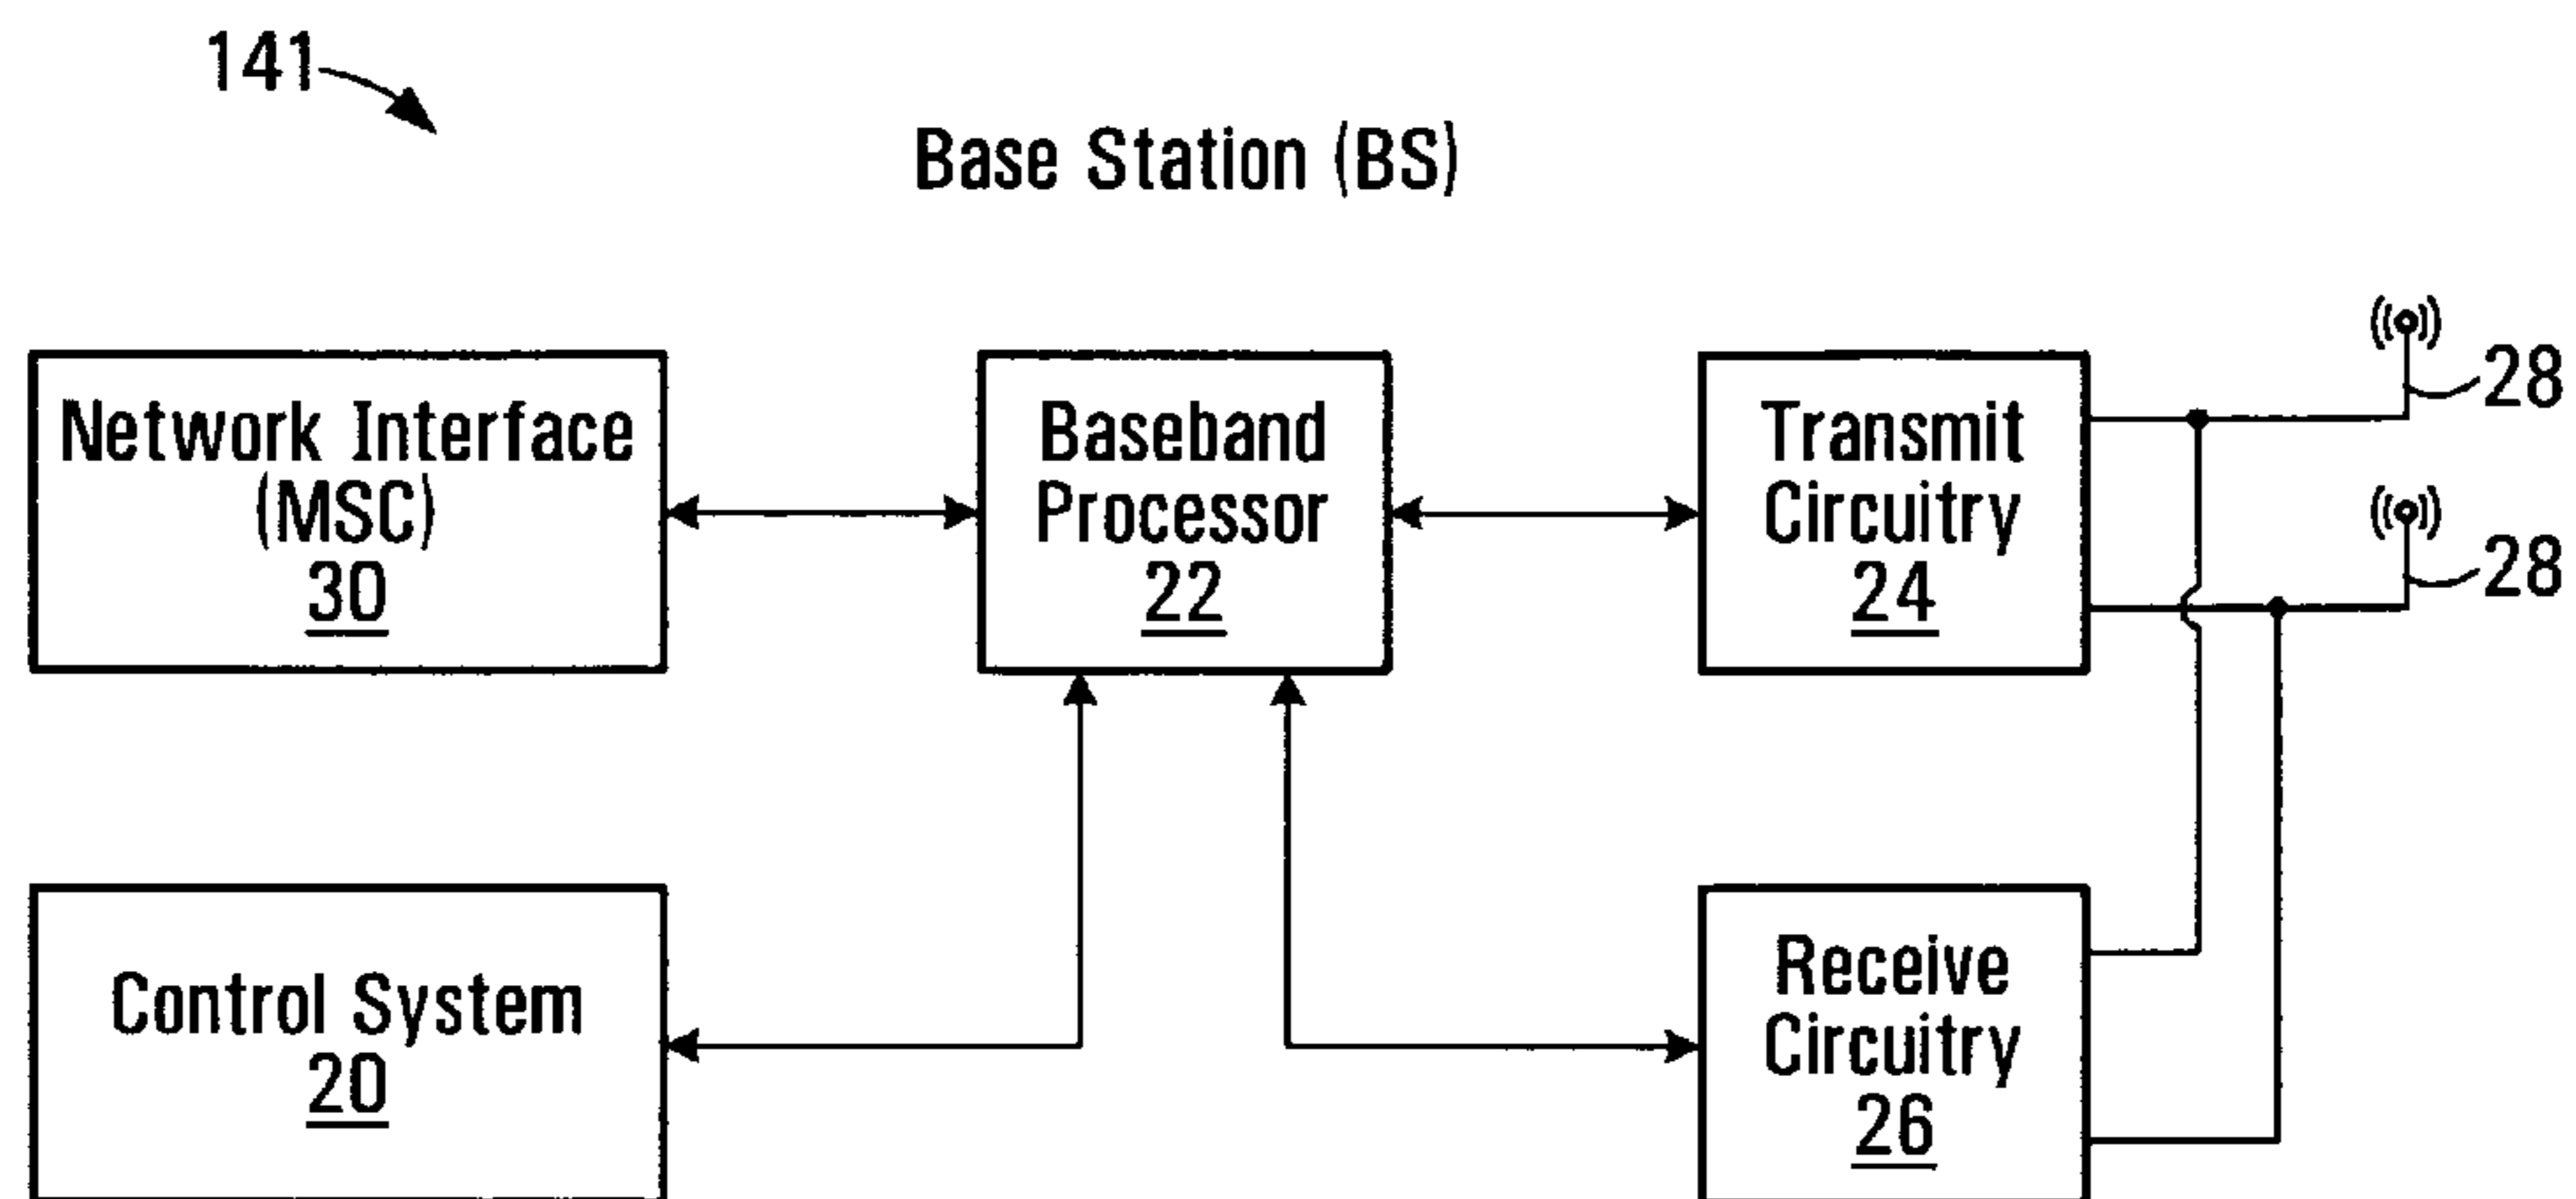 141
Base Station (BS)
Network Interface
(MSC)
30
Baseband
Processor
22
Transmit
Circuitry
24
28
28
Control System
20
Receive
Circuitry
26